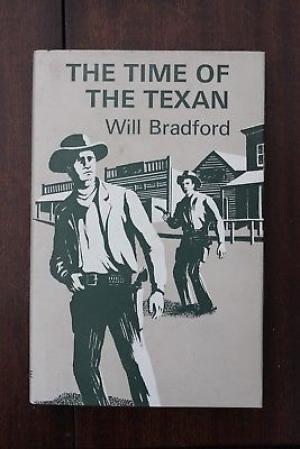 THE TIME OF
THE TEXAN
Will Bradford